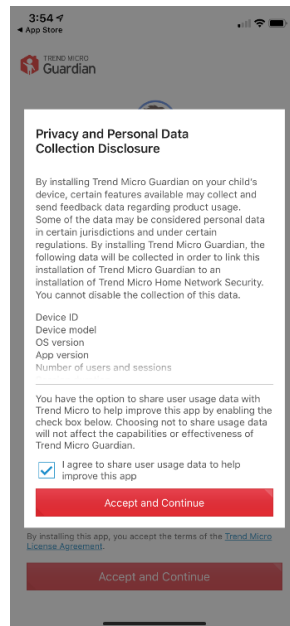 3:54
◀ App Store
TREND MICRO
Guardian
Privacy and Personal Data
Collection Disclosure
By installing Trend Micro Guardian on your child's
device, certain features available may collect and
send feedback data regarding product usage.
Some of the data may be considered personal data
in certain jurisdictions and under certain
regulations. By installing Trend Micro Guardian, the
following data will be collected in order to link this
installation of Trend Micro Guardian to an
installation of Trend Micro Home Network Security.
You cannot disable the collection of this data.
Device ID
Device model
OS version
App version
Number of users and sessions
You have the option to share user usage data with
Trend Micro to help improve this app by enabling the
check box below. Choosing not to share usage data
will not affect the capabilities or effectiveness of
Trend Micro Guardian.
I agree to share user usage data to help
improve this app
Accept and Continue
By installing this app, you accept the terms of the Trend Micro
License Agreement.
Accept and Continue